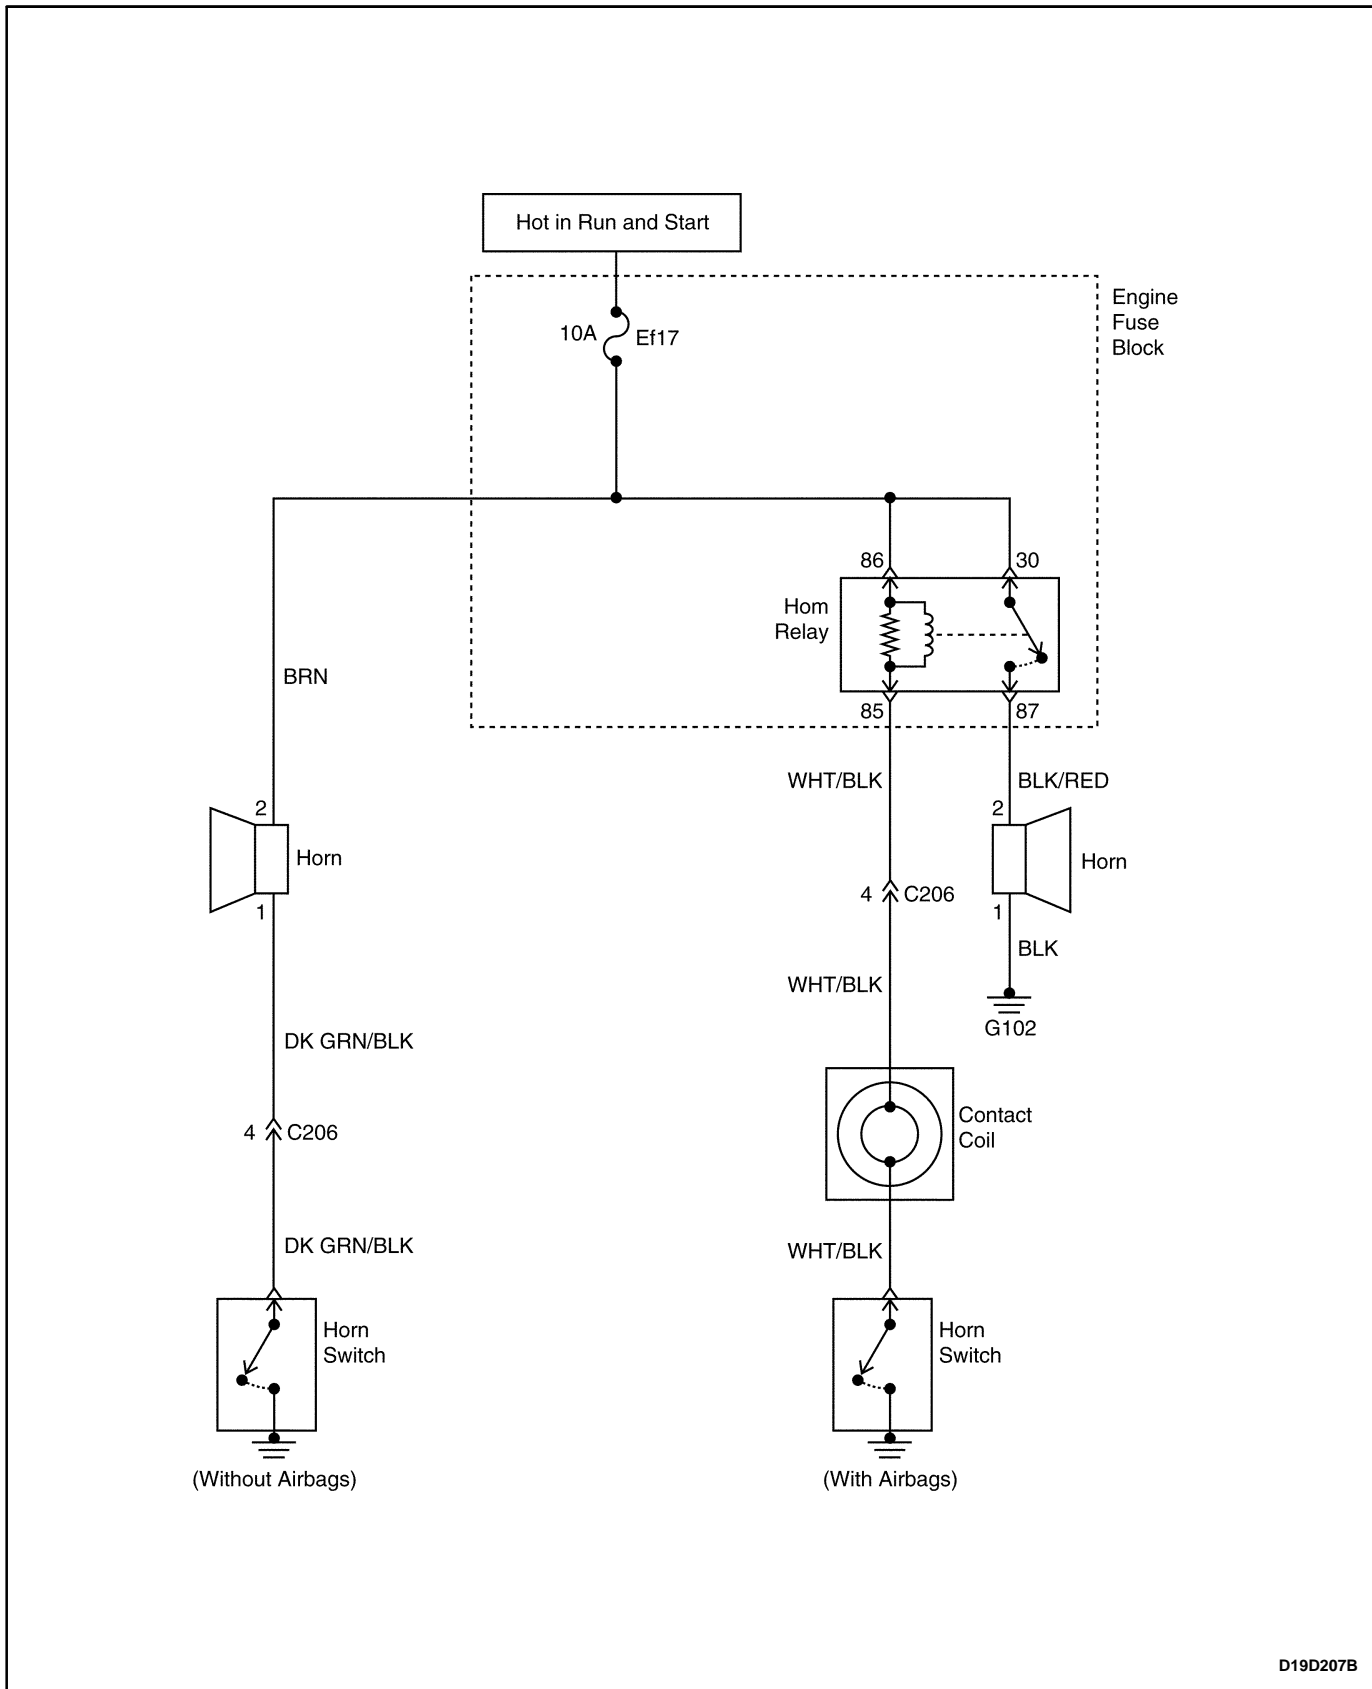 Hot in Run and Start
Engine
Fuse
Block
10A
Ef17
86
30
Hom
Relay
BRN
85
87
WHT/BLK
BLK/RED
2
Horn
1
2
Horn
1
4
C206
BLK
WHT/BLK
G102
DK GRN/BLK
Contact
Coil
4
C206
DK GRN/BLK
WHT/BLK
Horn
Switch
Horn
Switch
(Without Airbags)
(With Airbags)
D19D207B